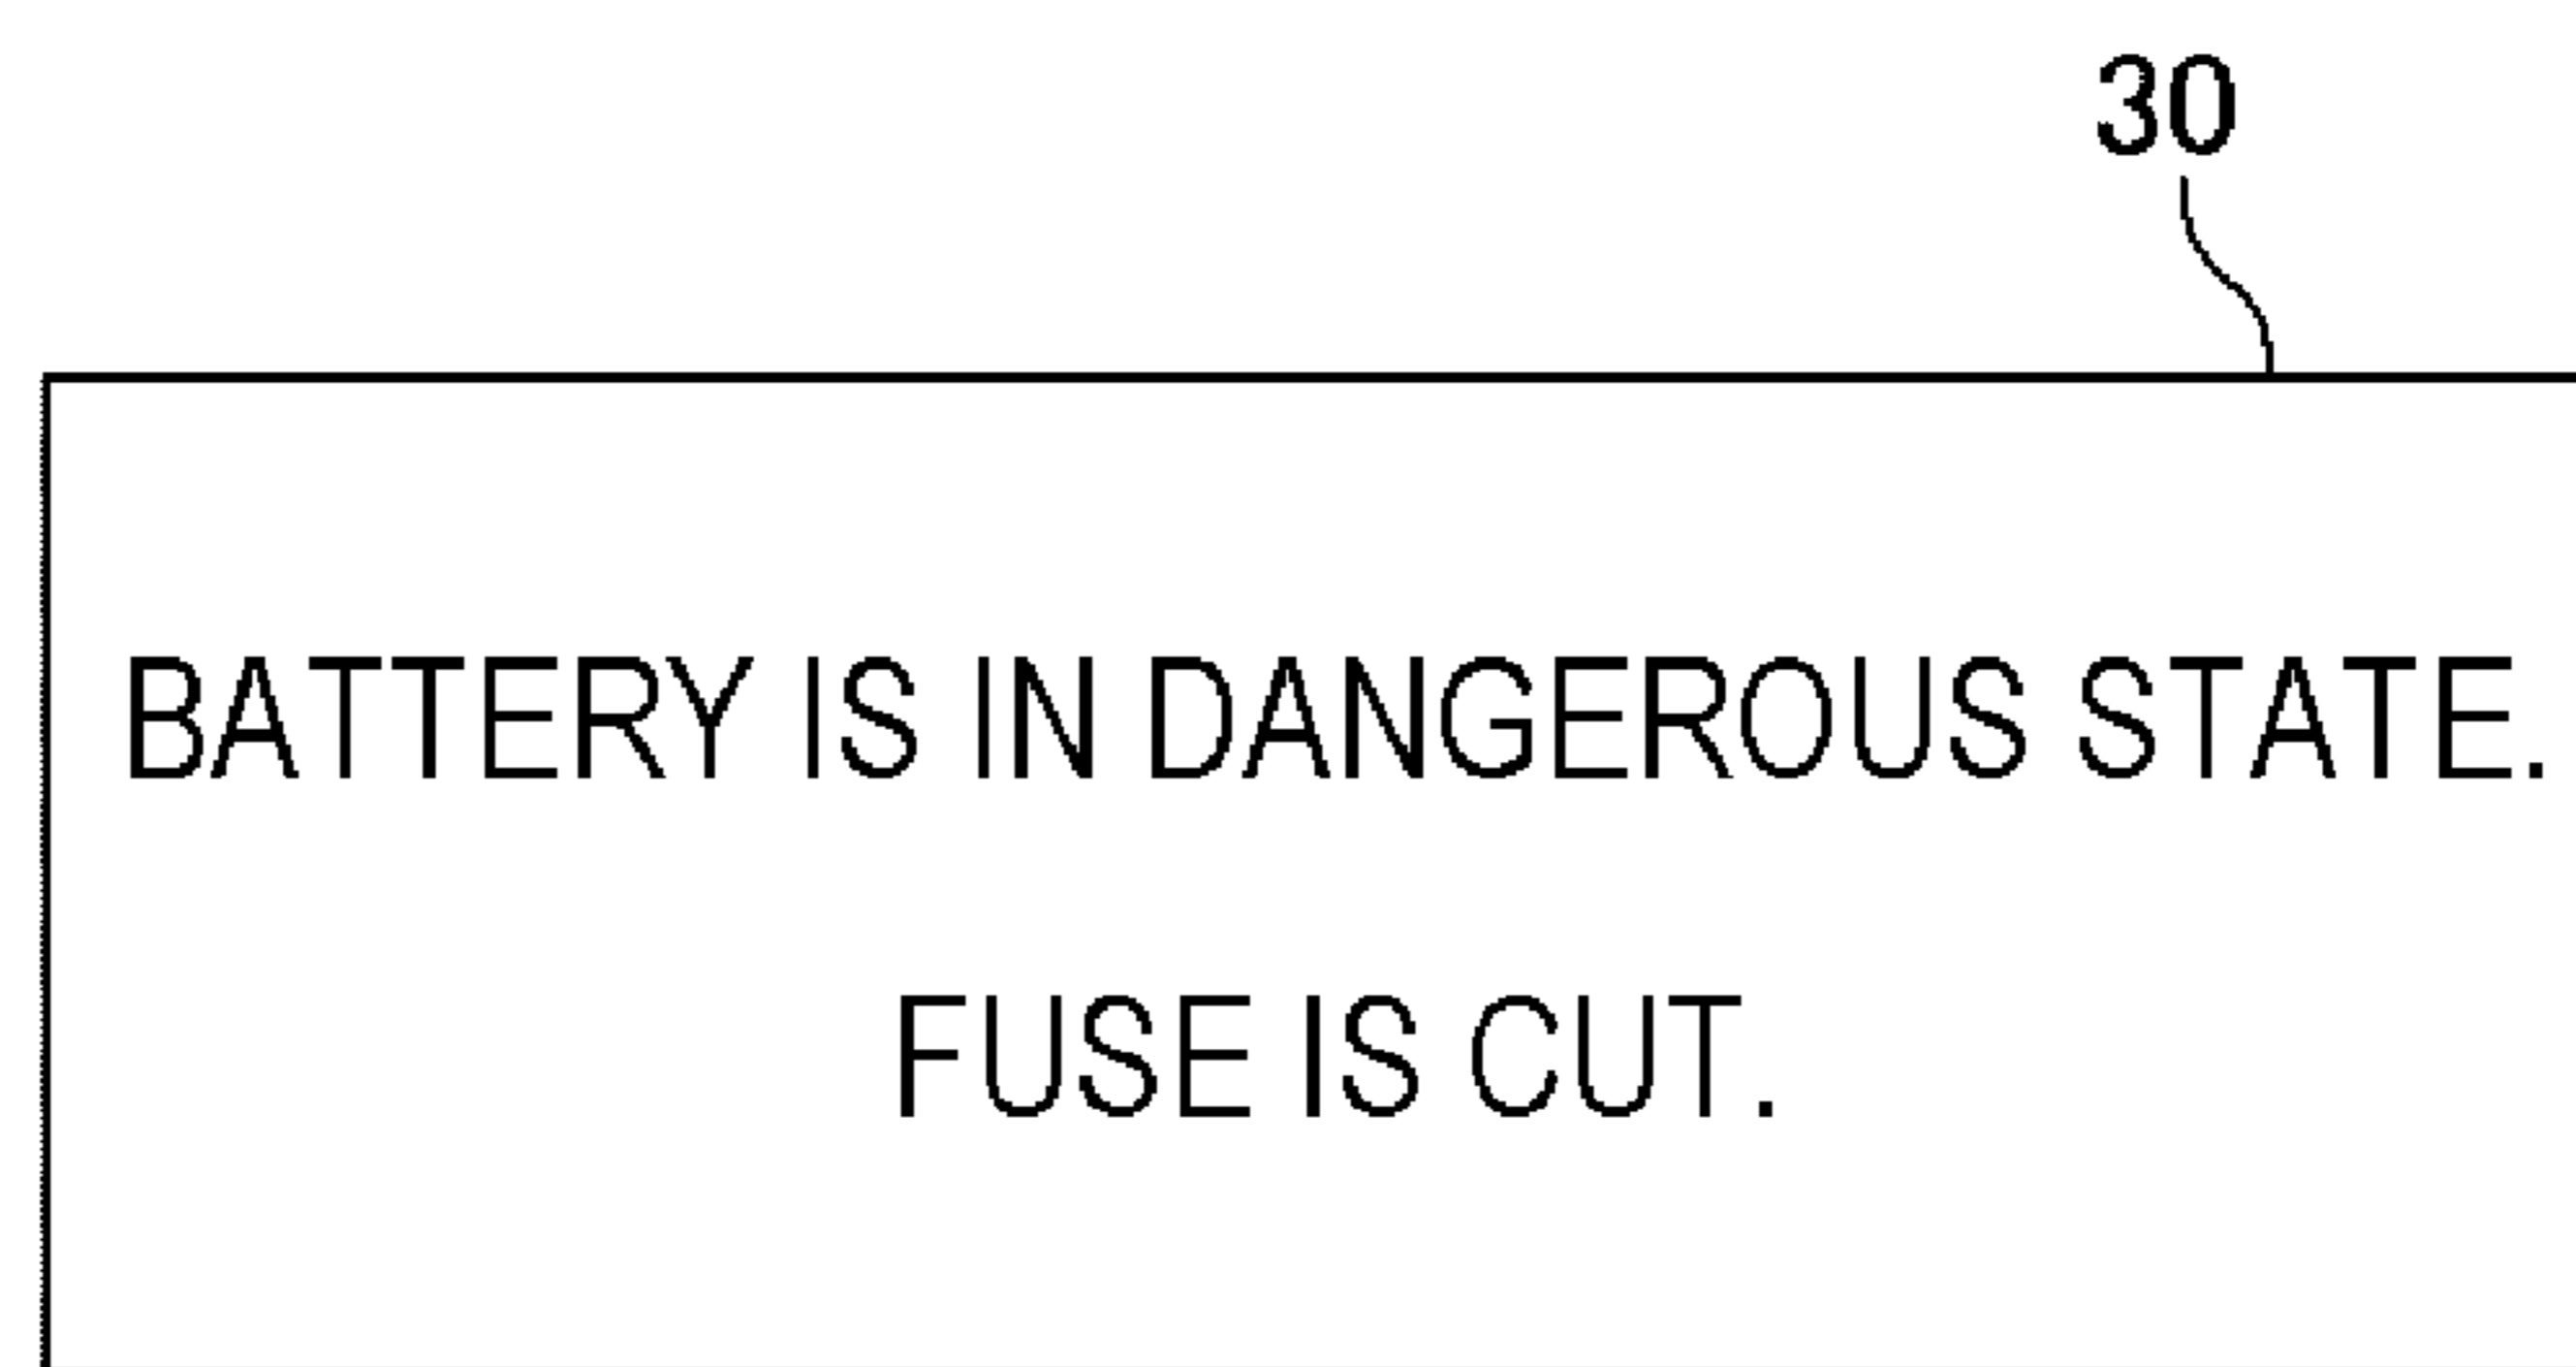 30
BATTERY IS IN DANGEROUS STATE.
FUSE IS CUT.